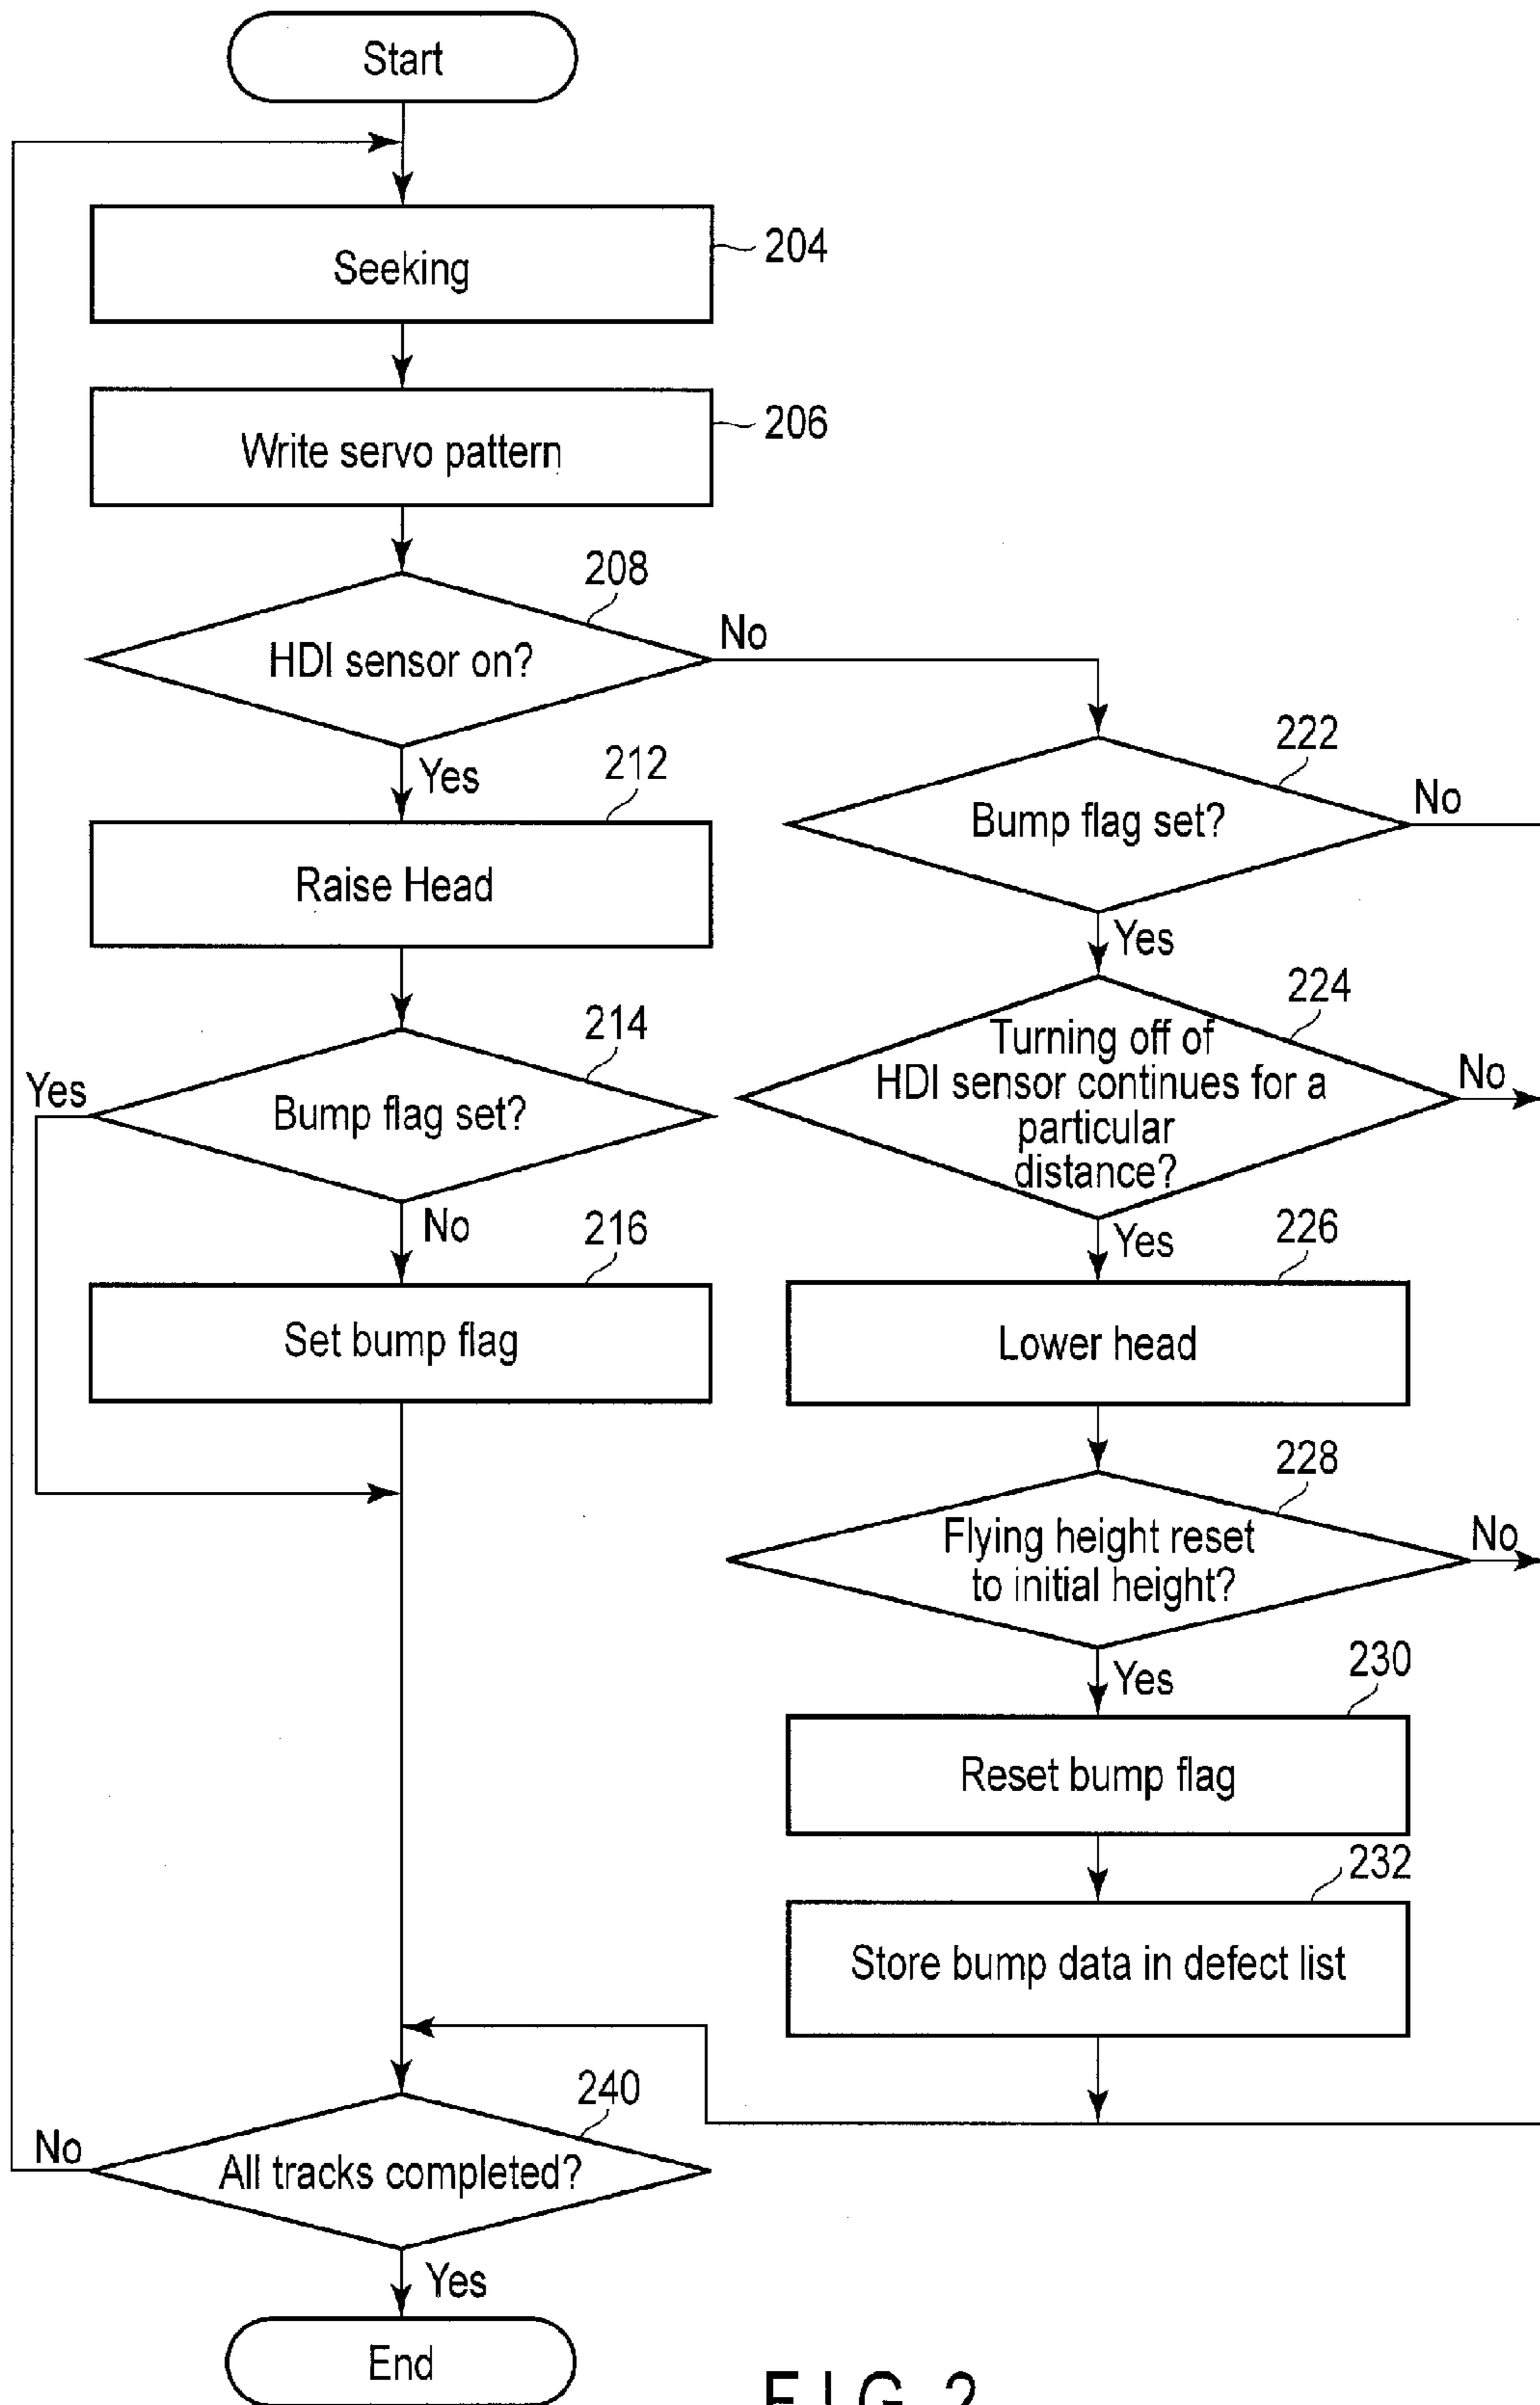 Start
Seeking
204
Write servo pattern
206
208
HDI sensor on?
No
Yes
212
Raise Head
222
Bump flag set?
No
Yes
214
Bump flag set?
Yes
No
224
Turning off of
HDI sensor continues for a
particular
distance?
No
Yes
216
Set bump flag
226
Lower head
228
Flying height reset
to initial height?
No
Yes
230
Reset bump flag
232
Store bump data in defect list
240
All tracks completed?
No
Yes
End
FIG. 2